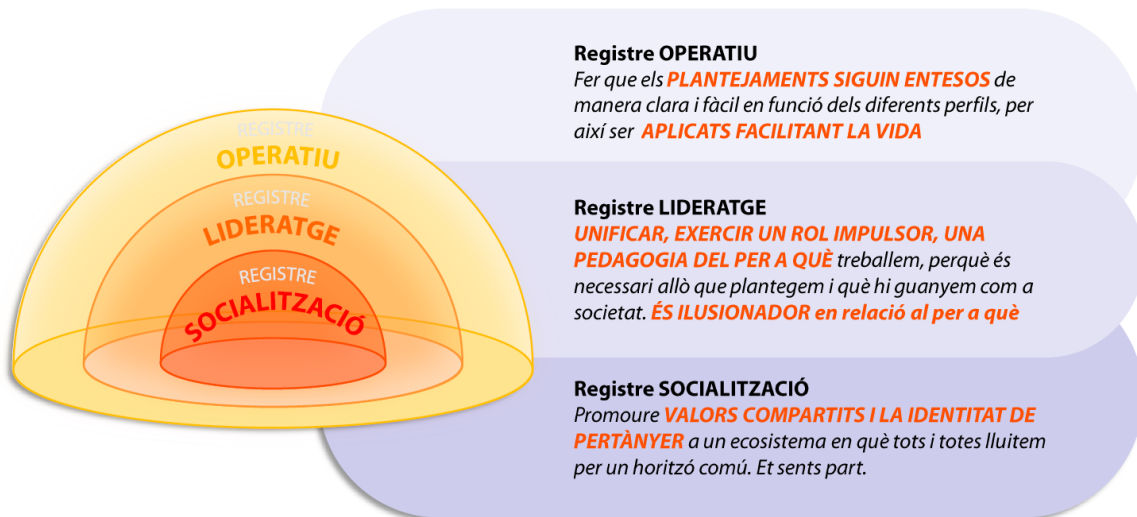 REGISTRE
OPERATIU
REGISTRE
LIDERATGE
REGISTRE
SOCIALITZACIÓ
Registre OPERATIU
Fer que els PLANTEJAMENTS SIGUIN ENTESOS de
manera clara i fàcil en funció dels diferents perfils, per
així ser APLICATS FACILITANT LA VIDA
Registre LIDERATGE
UNIFICAR, EXERCIR UN ROL IMPULSOR, UNA
PEDAGOGIA DEL PER A QUÈ treballem, perquè és
necessari allò que plantegem i què hi guanyem com a
societat. ÉS ILUSIONADOR en relació al per a què
Registre SOCIALITZACIÓ
Promoure VALORS COMPARTITS I LA IDENTITAT DE
PERTÀNYER a un ecosistema en què tots i totes lluitem
per un horitzó comú. Et sents part.